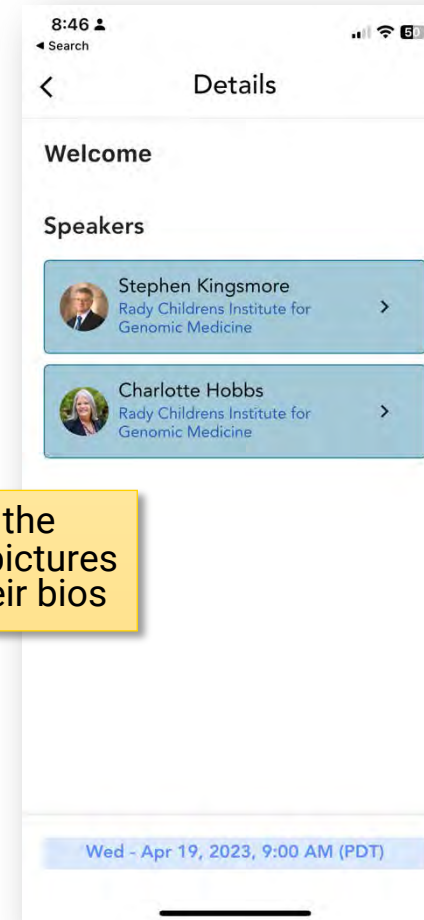 8:46
◄ Search
Details
Welcome
Speakers
Stephen Kingsmore
Rady Childrens Institute for
Genomic Medicine
Charlotte Hobbs
Rady Childrens Institute for
Genomic Medicine
the
pictures
eir bios
Wed - Apr 19, 2023, 9:00 AM (PDT)